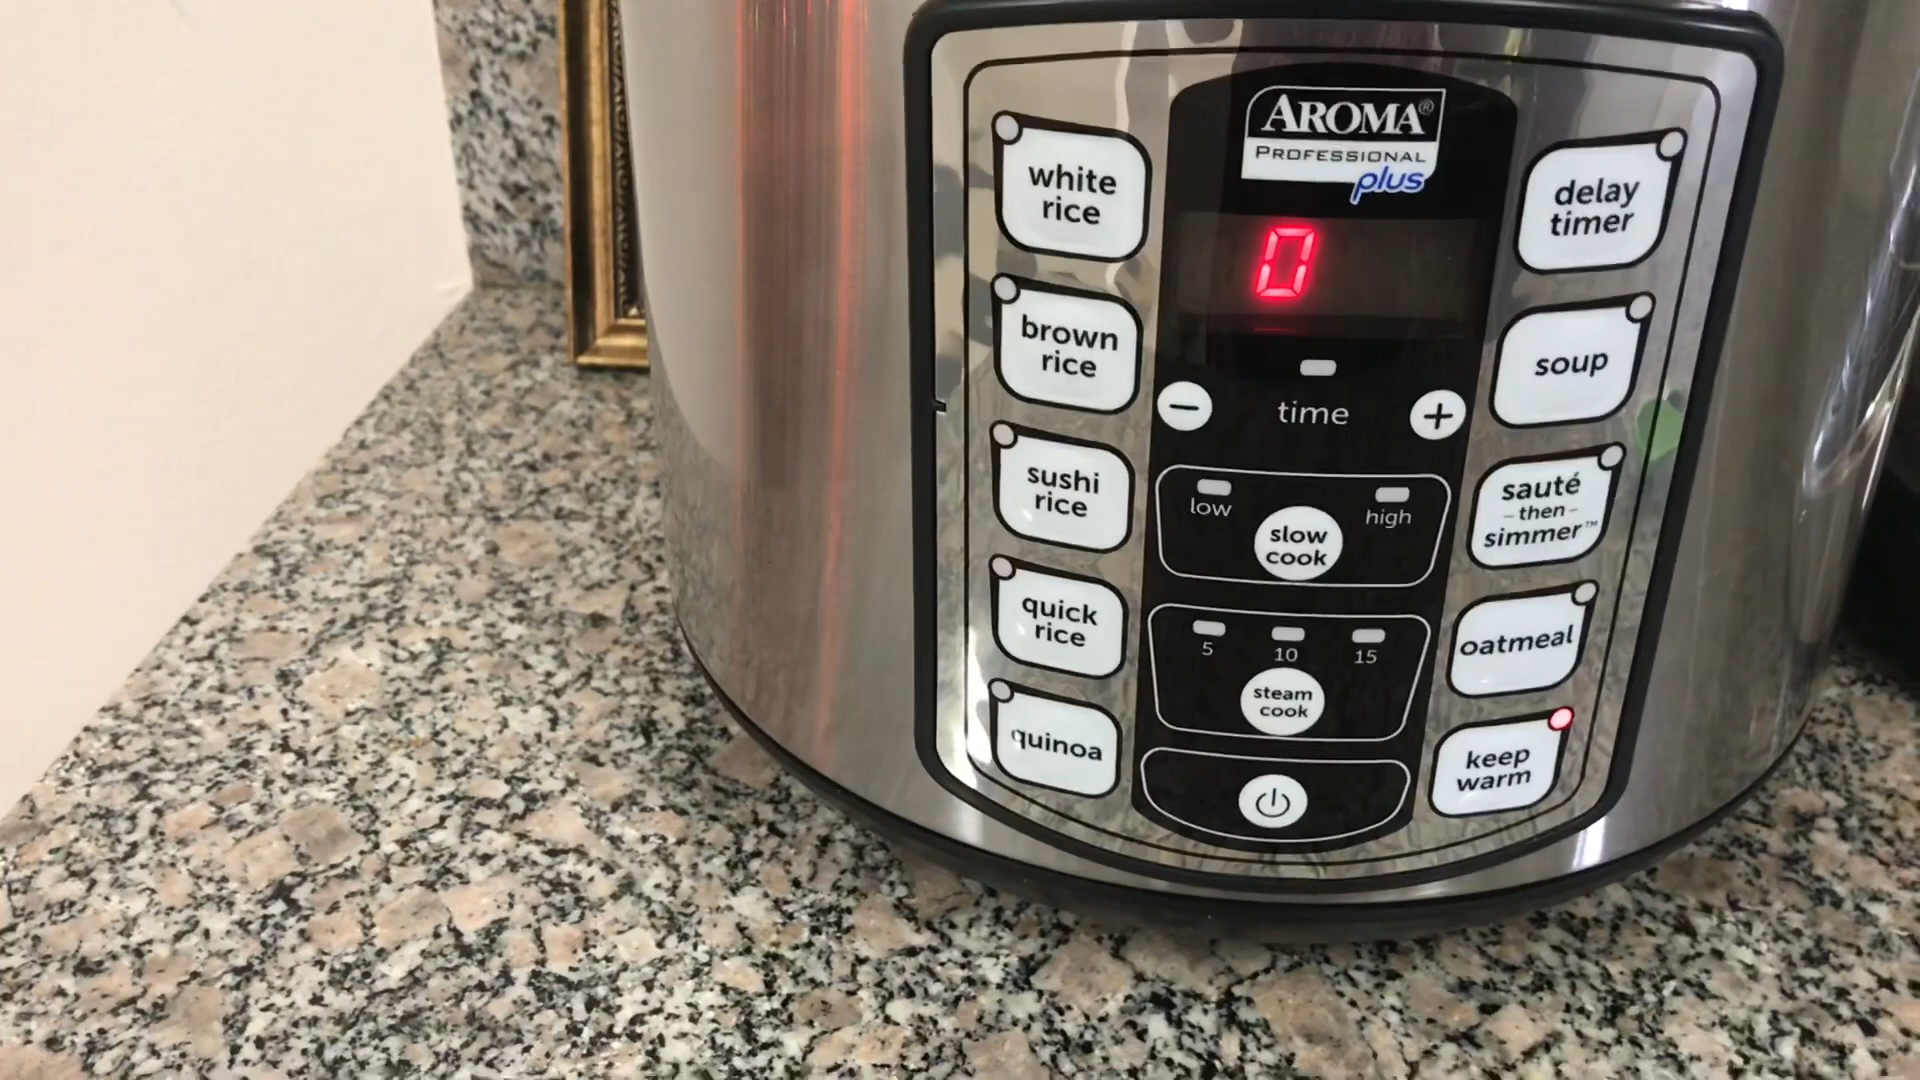 AROMA®
PROFESSIONAL
plus
0
white
rice
brown
rice
sushi
rice
quick
rice
quinoa
− time +
low high
slow
cook
5 10 15
steam
cook
delay
timer
soup
sauté
-then-
simmer™
oatmeal
keep
warm